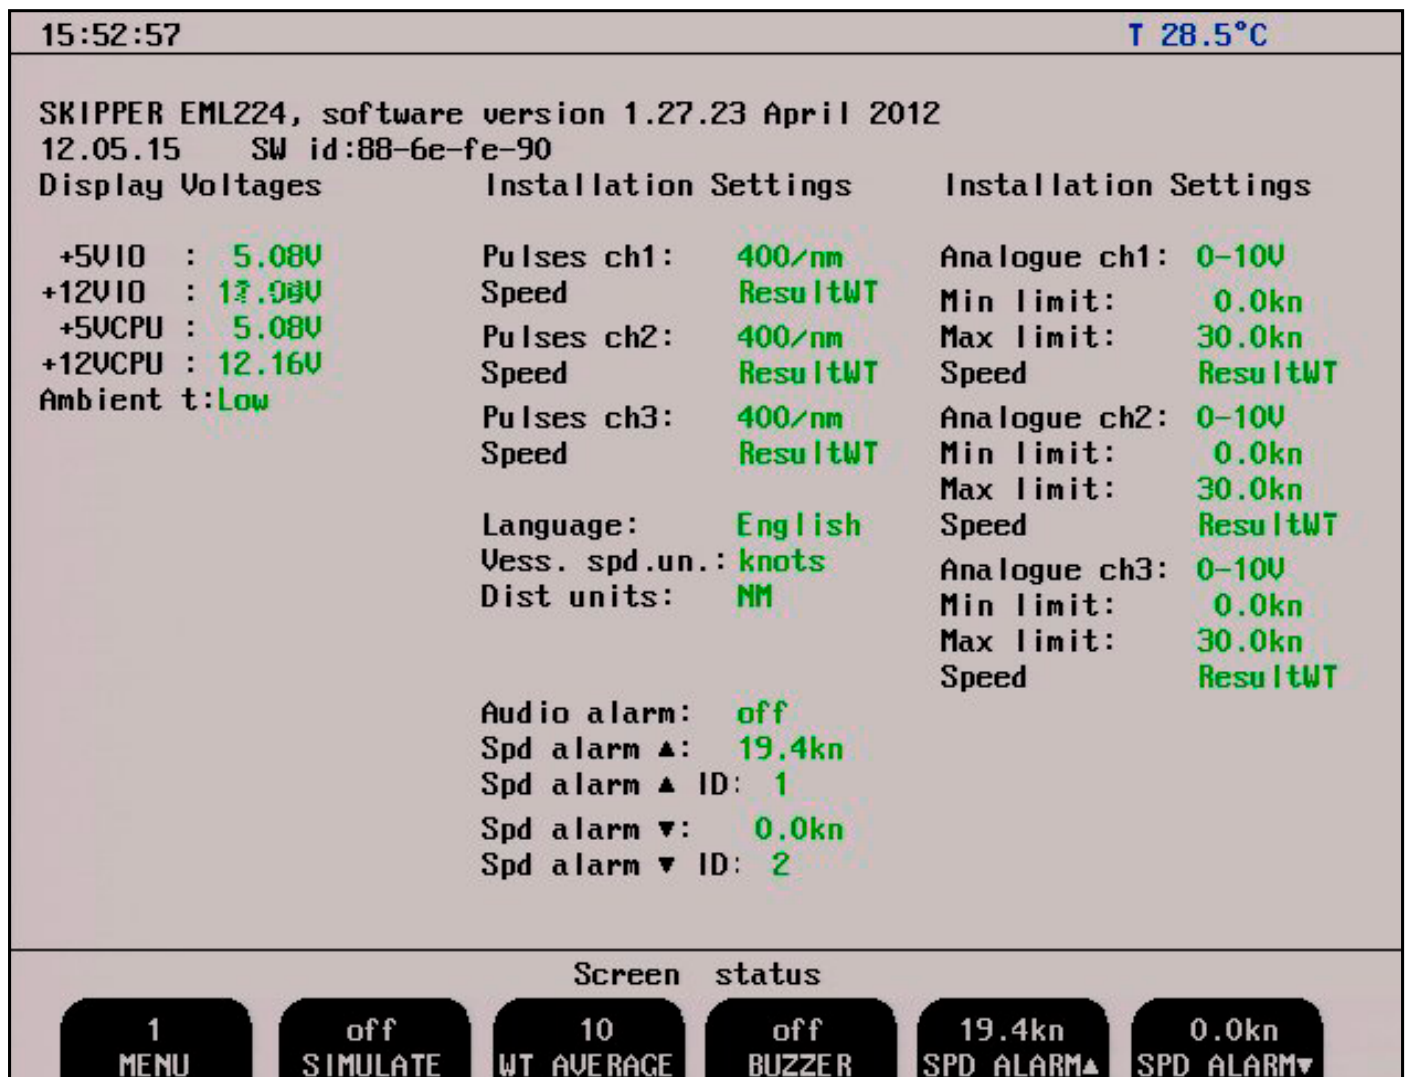 15:52:57 T 28.5°C
SKIPPER EML224, software version 1.27.23 April 2012
12.05.15 SW id:88-6e-fe-90
Display Voltages
+5VIO : 5.08V
+12VIO :
+5VCPU : 5.08V
+12VCPU : 12.16V
Ambient t:Low
Installation Settings
Pulses ch1: 400/nm
Speed ResultWT
Pulses ch2: 400/nm
Speed ResultWT
Pulses ch3: 400/nm
Speed ResultWT
Language: English
Vess. spd.un.: knots
Dist units: NM
Audio alarm: off
Spd alarm ▲: 19.4kn
Spd alarm ▲ ID: 1
Spd alarm ▼: 0.0kn
Spd alarm ▼ ID: 2
Installation Settings
Analogue ch1: 0-10V
Min limit: 0.0kn
Max limit: 30.0kn
Speed ResultWT
Analogue ch2: 0-10V
Min limit: 0.0kn
Max limit: 30.0kn
Speed ResultWT
Analogue ch3: 0-10V
Min limit: 0.0kn
Max limit: 30.0kn
Speed ResultWT
Screen status
1
MENU
off
SIMULATE
10
WT AVERAGE
off
BUZZER
19.4kn
SPD ALARM▲
0.0kn
SPD ALARM▼